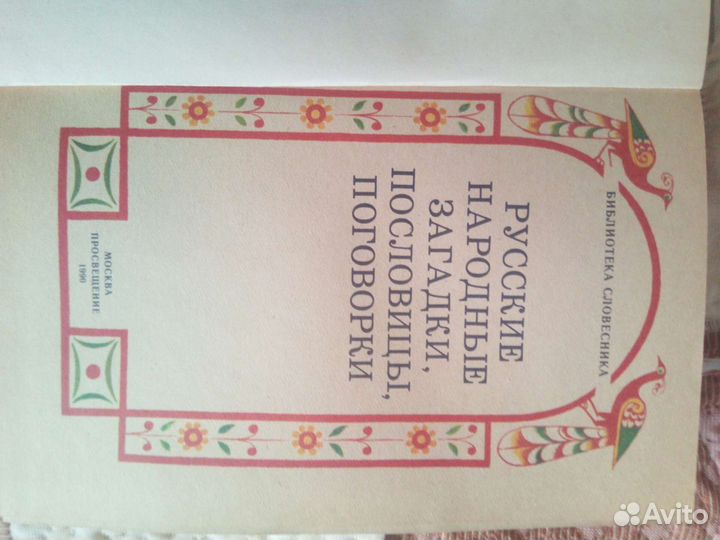 БИБЛИОТЕКА СЛОВЕСНИКА
РУССКИЕ
НАРОДНЫЕ
ЗАГАДКИ,
ПОСЛОВИЦЫ,
ПОГОВОРКИ
МОСКВА
ПРОСВЕЩЕНИЕ
1990
Avito